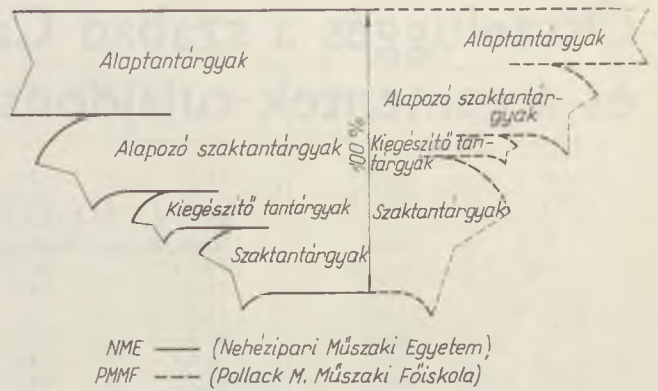 Alaptantárgyak
Alapozó szaktantárgyak
Kiegészítő tantárgyak
Szaktantárgyak
100%
Alaptantárgyak
Alapozó szaktantár-
gyak
Kiegészítő tan-
tárgyak
Szaktantárgyak
NME (Nehézipari Műszaki Egyetem)
PMMF (Pollack M. Műszaki Főiskola)